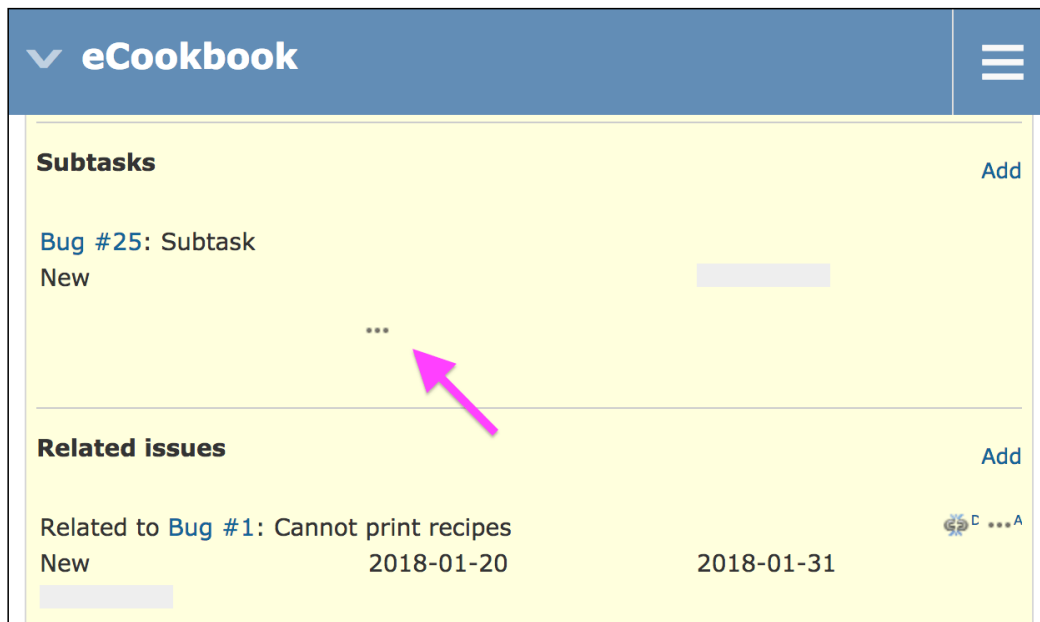 eCookbook
Subtasks
Add
Bug #25: Subtask
New
•••
Related issues
Add
Related to Bug #1: Cannot print recipes
D •••A
New 2018-01-20 2018-01-31